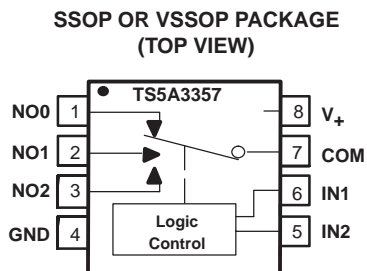 SSOP OR VSSOP PACKAGE
(TOP VIEW)
TS5A3357
NO0 1
8 V+
NO1 2
7 COM
NO2 3
6 IN1
GND 4
5 IN2
Logic
Control